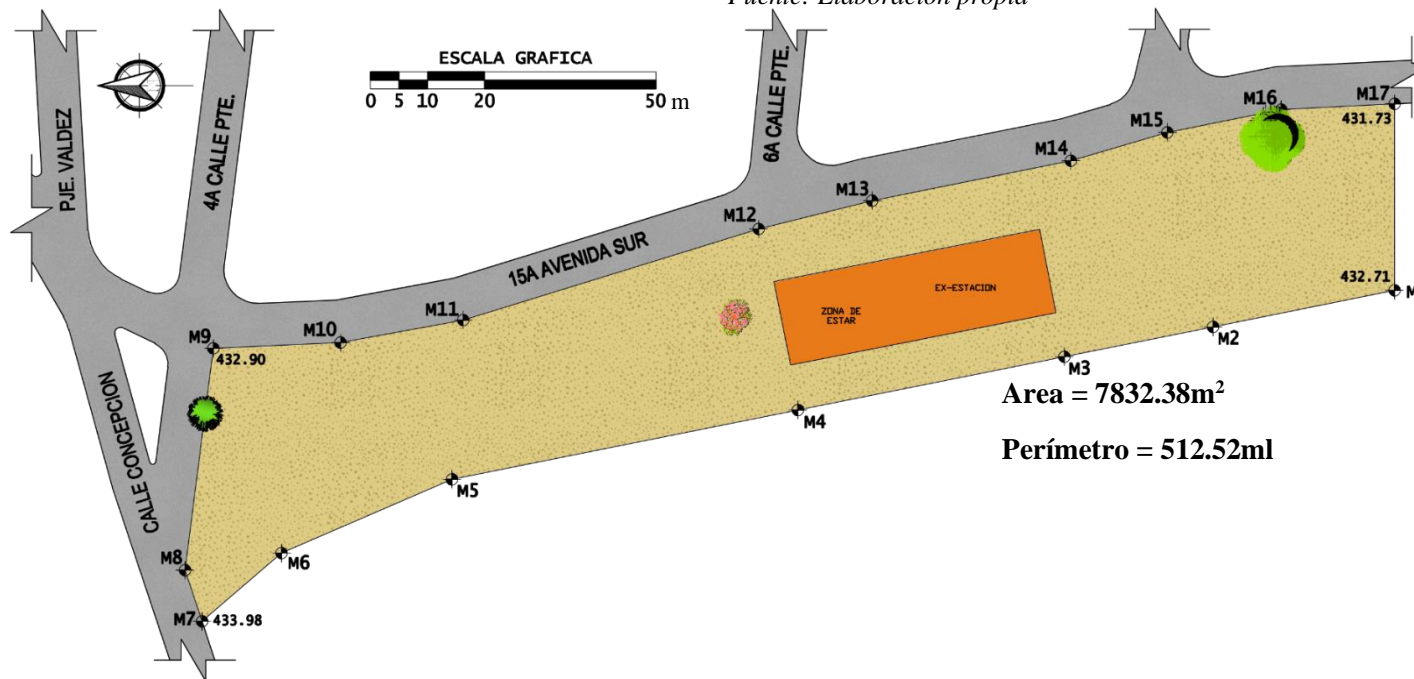 Fuente: Elaboración propia
ESCALA GRAFICA
0 5 10 20 50 m
PJE. VALDEZ
4A CALLE PTE.
6A CALLE PTE.
15A AVENIDA SUR
CALLE CONCEPCION
M17
431.73
M16
M15
M14
M13
M12
M11
M10
M9
432.90
ZONA DE
ESTAR
EX-ESTACION
432.71
M
M2
M3
M4
M5
M6
M8
M7
433.98
Area = 7832.38m²
Perímetro = 512.52ml